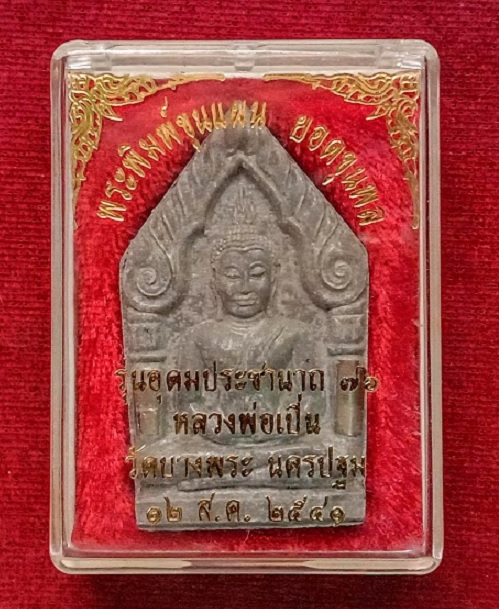 พระพิมพ์ขุนแผน ยอดขุนพล
รุ่นอุดมประชานาถ ๗๖
หลวงพ่อเปิ่น
วัดบางพระ นครปฐม
๑๒ ส.ค. ๒๕๔๑